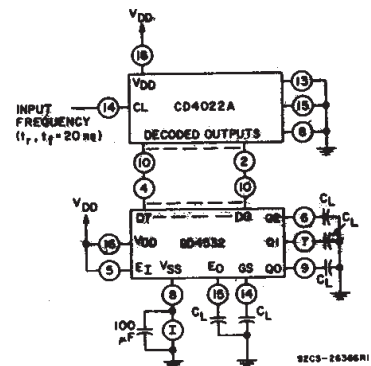 VDD
16
VDD
14
CL
CD4022A
13
15
8
INPUT
FREQUENCY
(tr, tf = 20 ns)
DECODED OUTPUTS
10
2
4
10
VDD
D7
D0
Q2
6
CL
CL
16
VDD
Q1
7
5
EI
VSS
EO
GS
Q0
9
CL
8
15
14
100
μF
I
CL
CL
92CS-26366R1